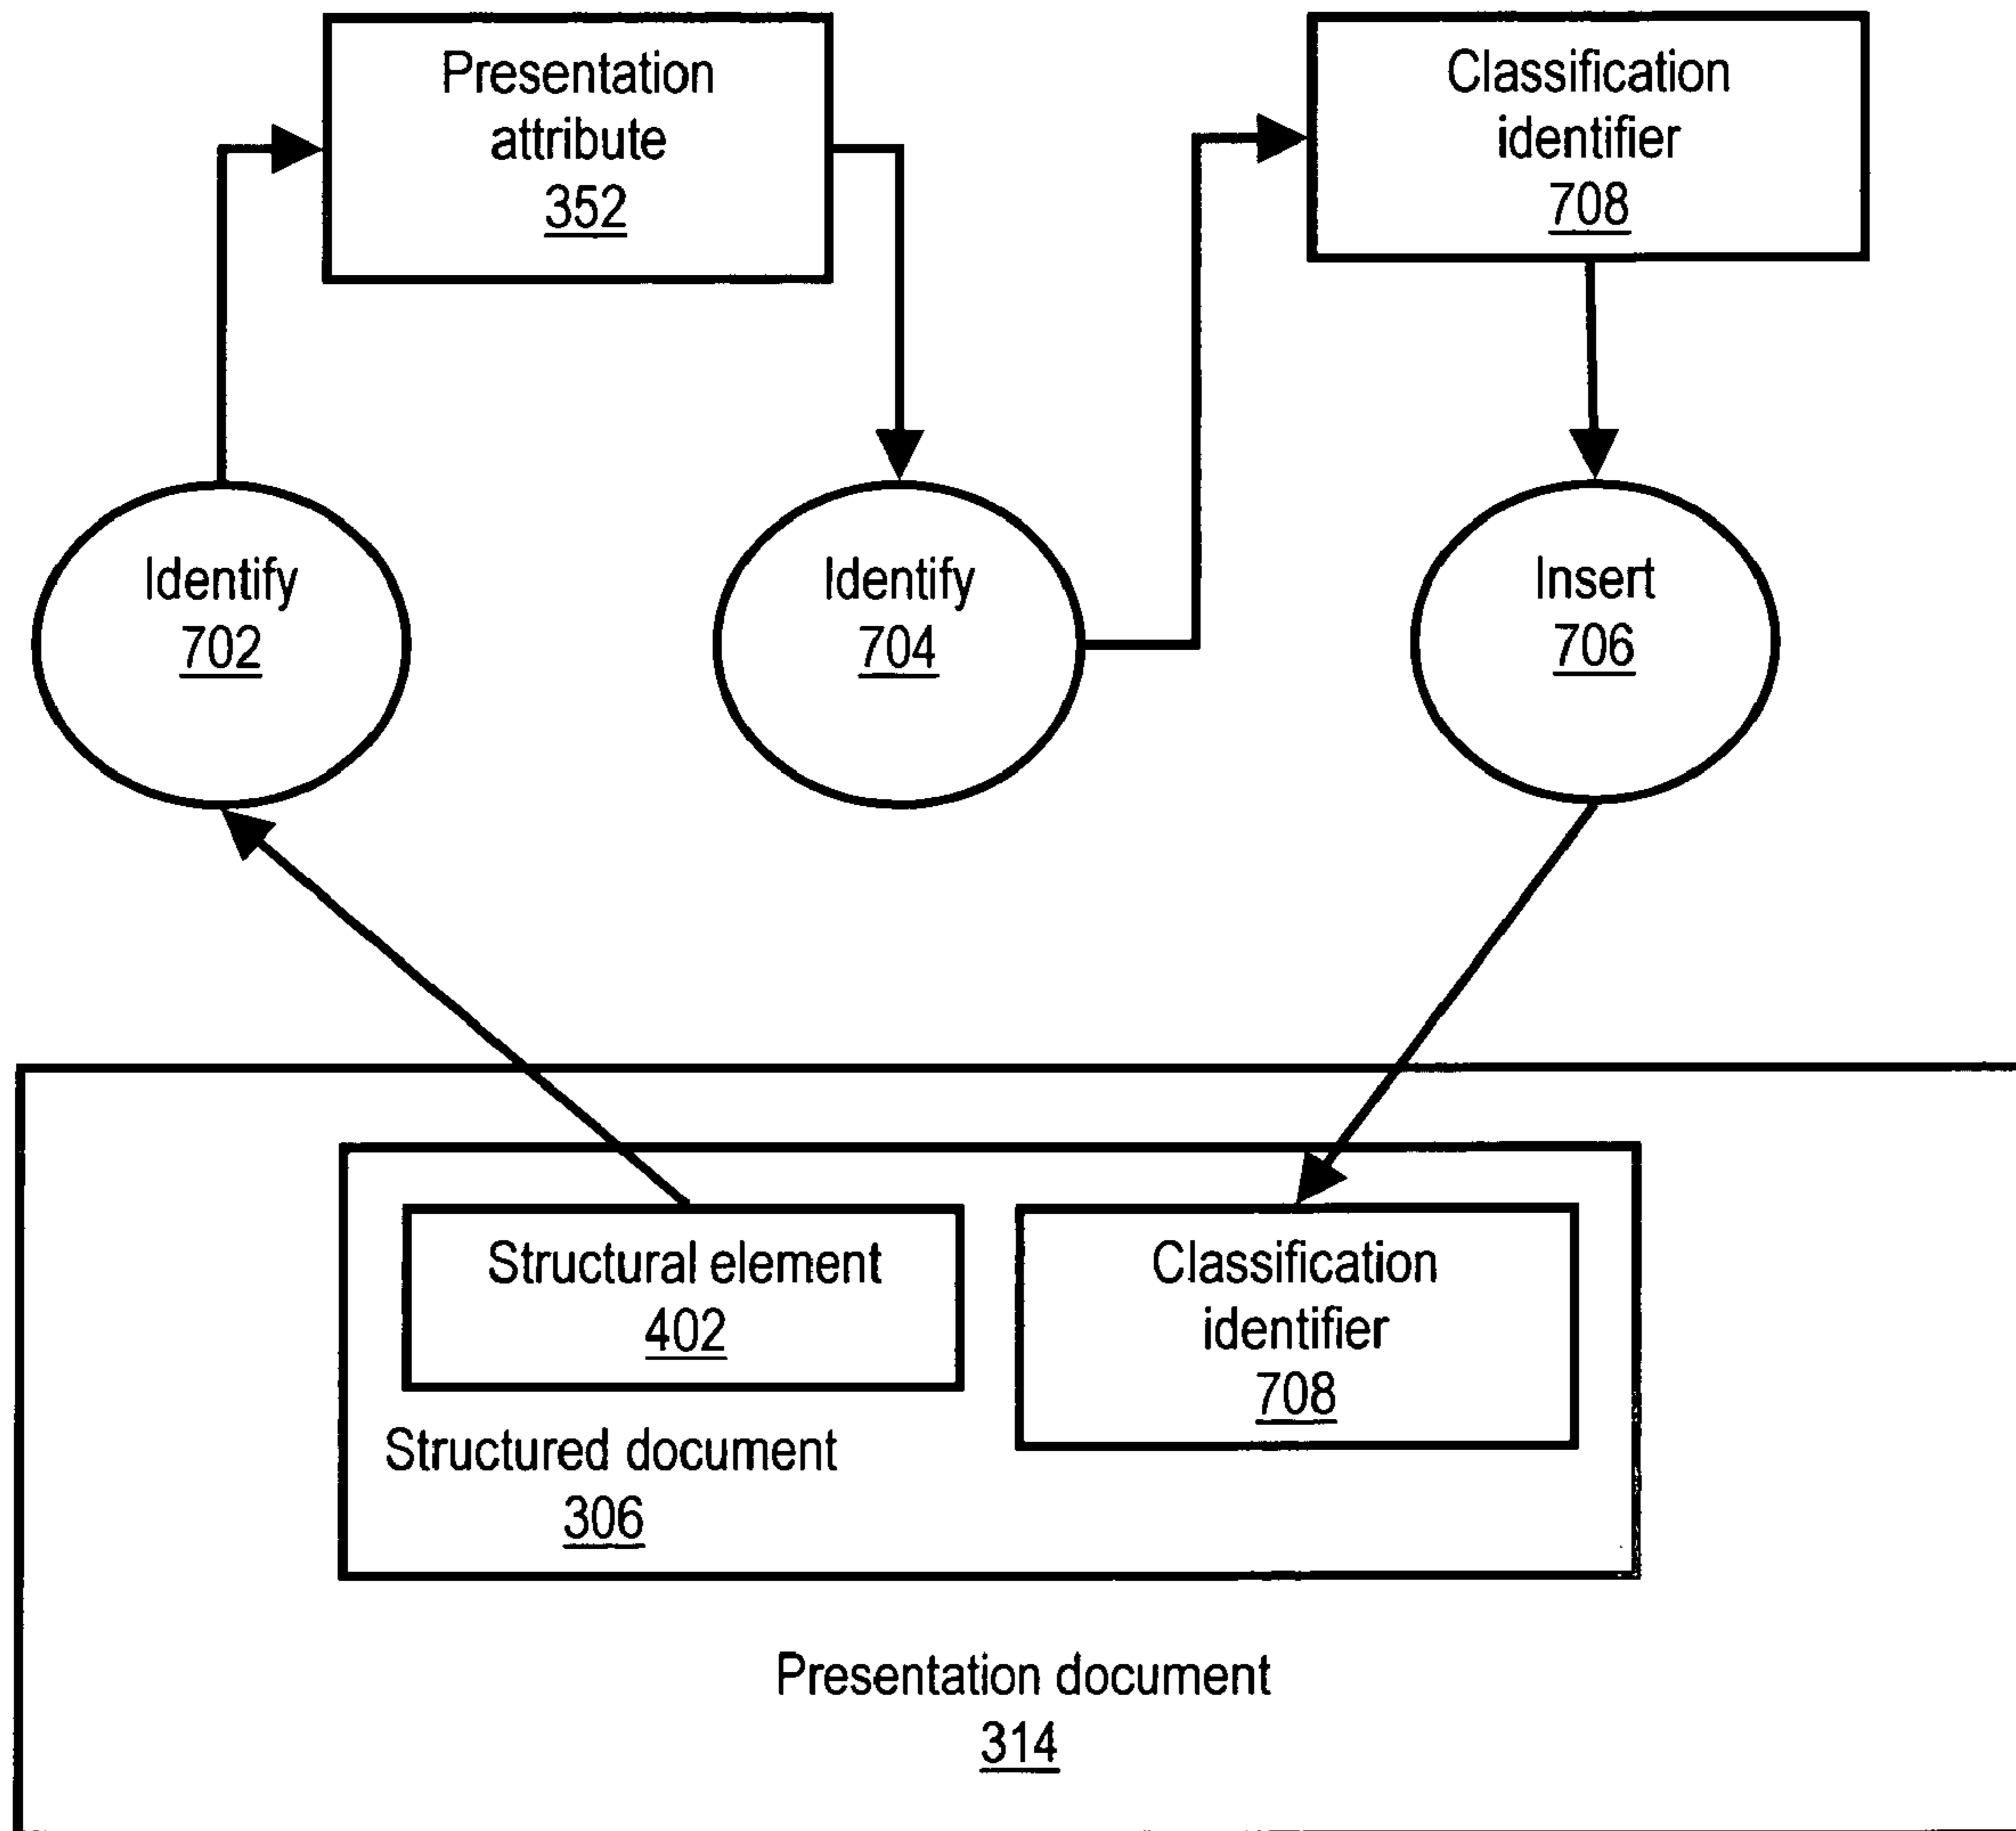 Presentation
attribute
352
Classification
identifier
708
Identify
702
Identify
704
Insert
706
Structural element
402
Classification
identifier
708
Structured document
306
Presentation document
314